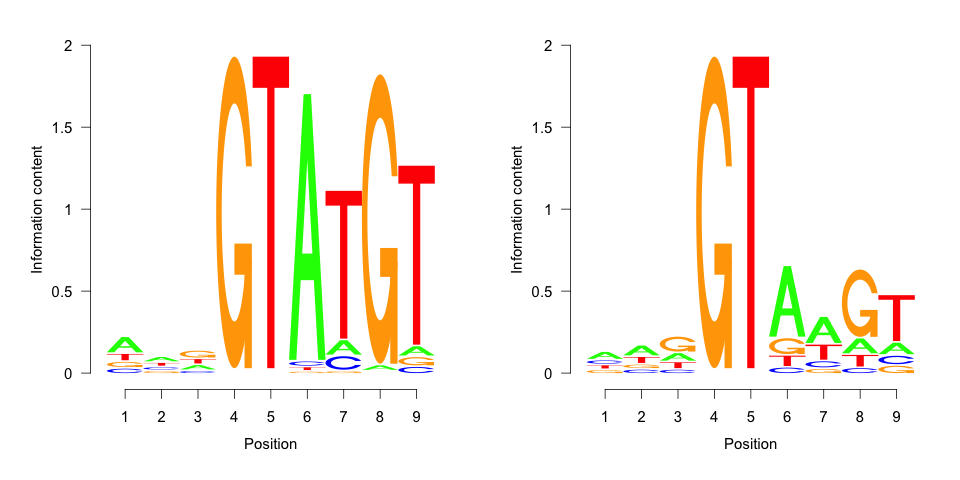 2
1.5
1
0.5
0
Information content
A T G C
A T C G
G T A C
G
T
A C T G
T A C G
G A
T A G C
1 2 3 4 5 6 7 8 9
Position
2
1.5
1
0.5
0
Information content
A C T G
A T G C
G A T C
G
T
A G T C
A T C G
G A T C
T A C G
1 2 3 4 5 6 7 8 9
Position